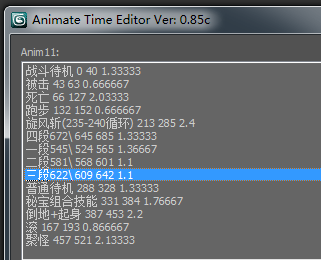 Animate Time Editor Ver: 0.85c
Anim11:
战斗待机 0 40 1.33333
被击 43 63 0.666667
死亡 66 127 2.03333
跑步 132 152 0.666667
旋风斩(235-240循环) 213 285 2.4
四段672\ 645 685 1.33333
一段545\ 524 565 1.36667
二段581\ 568 601 1.1
三段622\ 609 642 1.1
普通待机 288 328 1.33333
秘宝组合技能 331 384 1.76667
倒地+起身 387 453 2.2
滚 167 193 0.866667
聚怪 457 521 2.13333